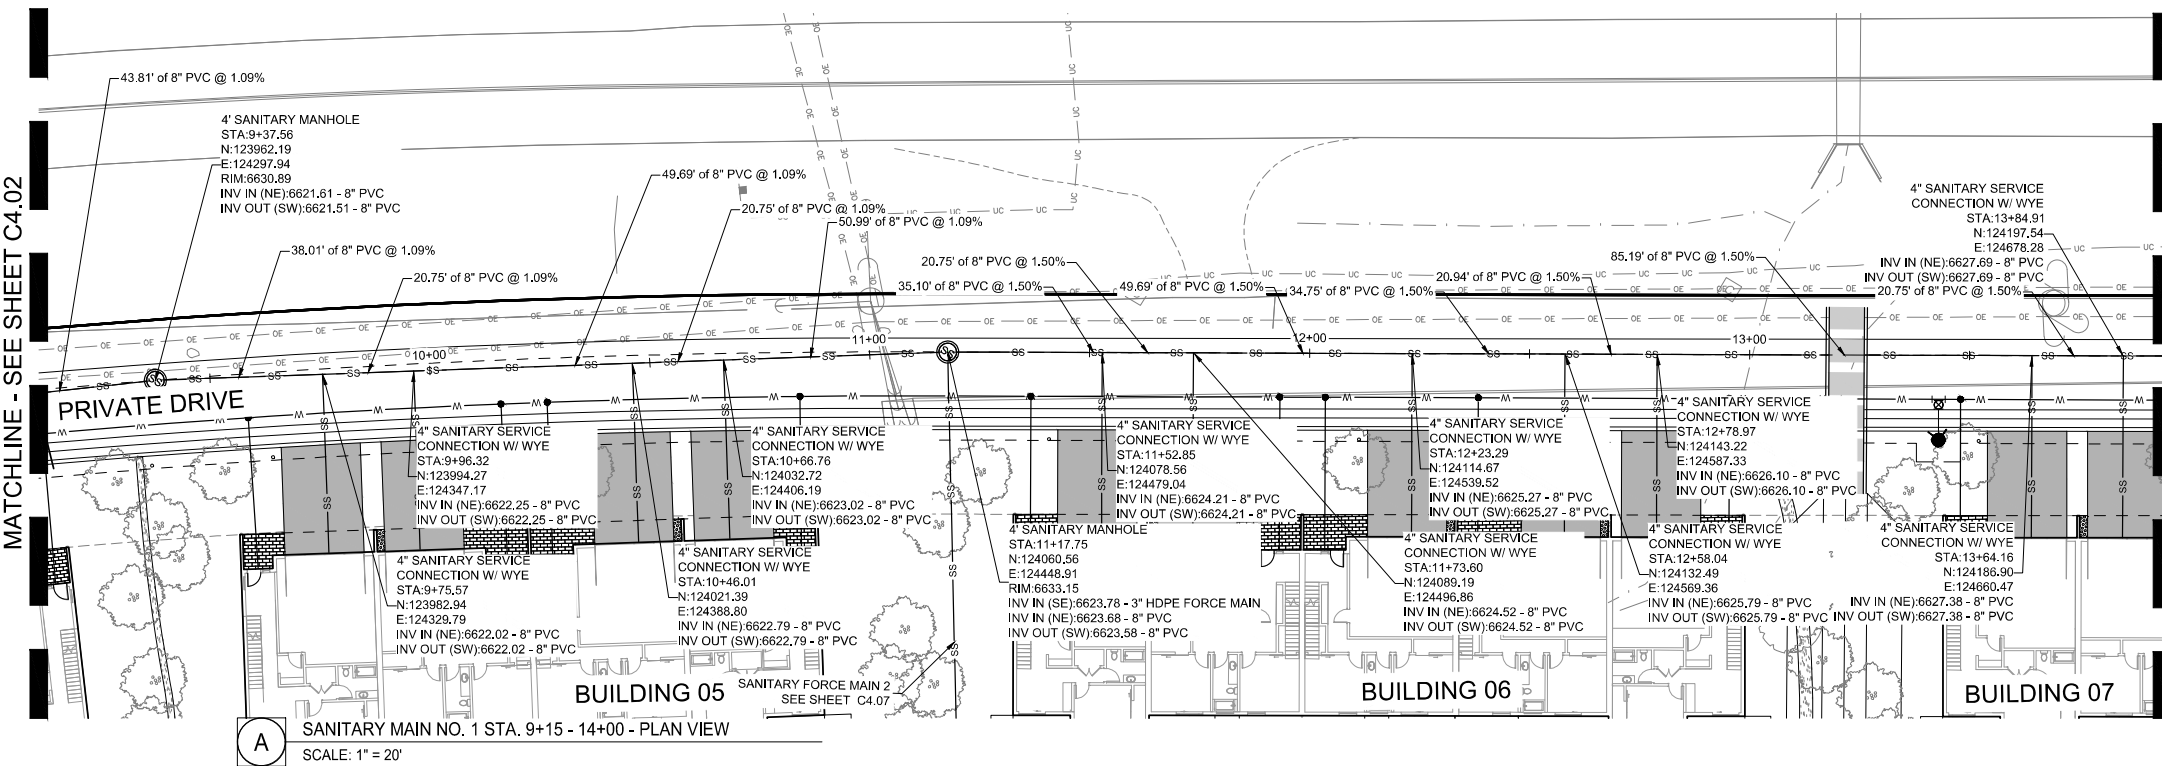 MATCHLINE - SEE SHEET C4.02
43.81' of 8" PVC @ 1.09%
4' SANITARY MANHOLE
STA:9+37.56
N:123962.19
E:124297.94
RIM:6630.89
INV IN (NE):6621.61 - 8" PVC
INV OUT (SW):6621.51 - 8" PVC
38.01' of 8" PVC @ 1.09%
20.75' of 8" PVC @ 1.09%
49.69' of 8" PVC @ 1.09%
20.75' of 8" PVC @ 1.09%
50.99' of 8" PVC @ 1.09%
20.75' of 8" PVC @ 1.50%
35.10' of 8" PVC @ 1.50%
49.69' of 8" PVC @ 1.50%
34.75' of 8" PVC @ 1.50%
20.94' of 8" PVC @ 1.50%
85.19' of 8" PVC @ 1.50%
4" SANITARY SERVICE
CONNECTION W/ WYE
STA:13+84.91
N:124197.54
E:124678.28
INV IN (NE):6627.69 - 8" PVC
INV OUT (SW):6627.69 - 8" PVC
20.75' of 8" PVC @ 1.50%
10+00
11+00
12+00
13+00
PRIVATE DRIVE
4" SANITARY SERVICE
CONNECTION W/ WYE
STA:9+96.32
N:123994.27
E:124347.17
INV IN (NE):6622.25 - 8" PVC
INV OUT (SW):6622.25 - 8" PVC
4" SANITARY SERVICE
CONNECTION W/ WYE
STA:10+66.76
N:124032.72
E:124406.19
INV IN (NE):6623.02 - 8" PVC
INV OUT (SW):6623.02 - 8" PVC
4" SANITARY SERVICE
CONNECTION W/ WYE
STA:11+52.85
N:124078.56
E:124479.04
INV IN (NE):6624.21 - 8" PVC
INV OUT (SW):6624.21 - 8" PVC
4" SANITARY SERVICE
CONNECTION W/ WYE
STA:12+23.29
N:124114.67
E:124539.52
INV IN (NE):6625.27 - 8" PVC
INV OUT (SW):6625.27 - 8" PVC
4" SANITARY SERVICE
CONNECTION W/ WYE
STA:12+78.97
N:124143.22
E:124587.33
INV IN (NE):6626.10 - 8" PVC
INV OUT (SW):6626.10 - 8" PVC
4" SANITARY SERVICE
CONNECTION W/ WYE
STA:9+75.57
N:123982.94
E:124329.79
INV IN (NE):6622.02 - 8" PVC
INV OUT (SW):6622.02 - 8" PVC
4" SANITARY SERVICE
CONNECTION W/ WYE
STA:10+46.01
N:124021.39
E:124388.80
INV IN (NE):6622.79 - 8" PVC
INV OUT (SW):6622.79 - 8" PVC
4' SANITARY MANHOLE
STA:11+17.75
N:124060.56
E:124448.91
RIM:6633.15
INV IN (SE):6623.78 - 3" HDPE FORCE MAIN
INV IN (NE):6623.68 - 8" PVC
INV OUT (SW):6623.58 - 8" PVC
4" SANITARY SERVICE
CONNECTION W/ WYE
STA:11+73.60
N:124089.19
E:124496.86
INV IN (NE):6624.52 - 8" PVC
INV OUT (SW):6624.52 - 8" PVC
4" SANITARY SERVICE
CONNECTION W/ WYE
STA:12+58.04
N:124132.49
E:124569.36
INV IN (NE):6625.79 - 8" PVC
INV OUT (SW):6625.79 - 8" PVC
4" SANITARY SERVICE
CONNECTION W/ WYE
STA:13+64.16
N:124186.90
E:124660.47
INV IN (NE):6627.38 - 8" PVC
INV OUT (SW):6627.38 - 8" PVC
BUILDING 05
SANITARY FORCE MAIN 2
SEE SHEET C4.07
BUILDING 06
BUILDING 07
A
SANITARY MAIN NO. 1 STA. 9+15 - 14+00 - PLAN VIEW
SCALE: 1" = 20'